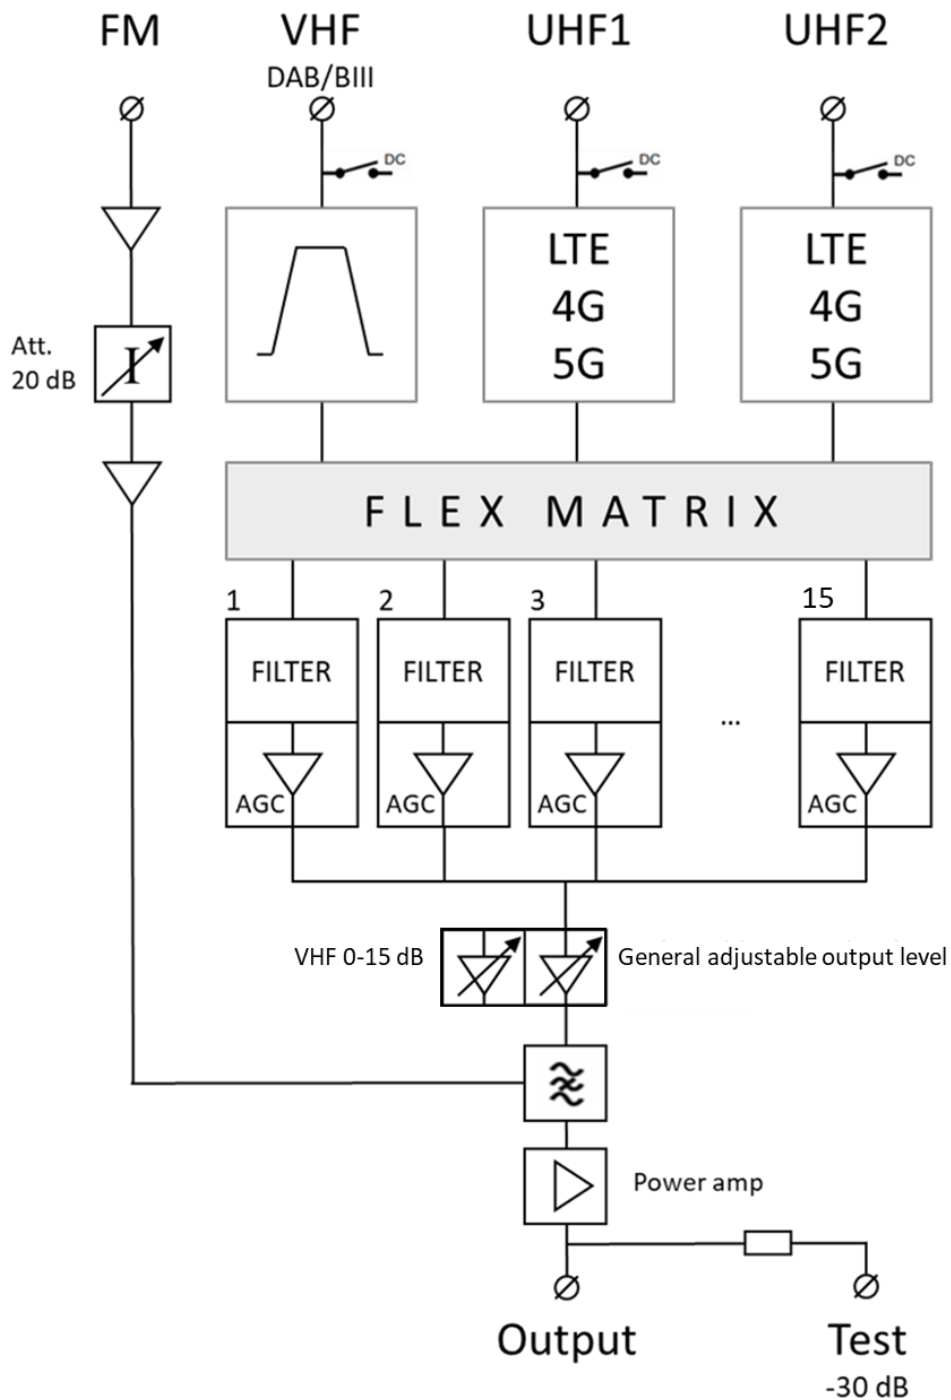 FM
VHF
UHF1
UHF2
DAB/BIII
DC
DC
DC
Att.
20 dB
I
LTE
4G
5G
LTE
4G
5G
FLEX MATRIX
1
2
3
15
FILTER
FILTER
FILTER
FILTER
...
AGC
AGC
AGC
AGC
VHF 0-15 dB
General adjustable output level
Power amp
Output
Test
-30 dB